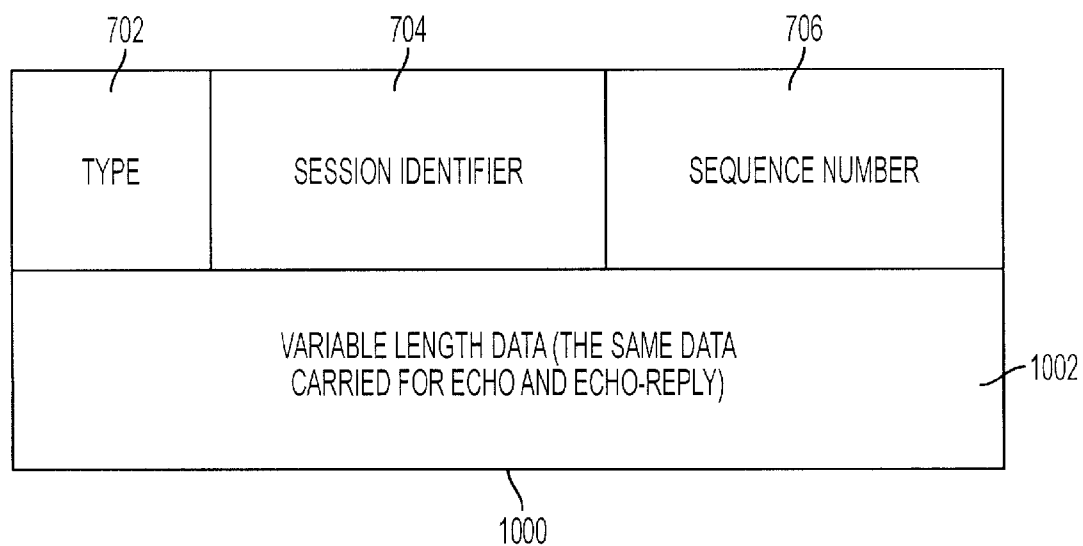 702
704
706
TYPE
SESSION IDENTIFIER
SEQUENCE NUMBER
VARIABLE LENGTH DATA (THE SAME DATA
CARRIED FOR ECHO AND ECHO-REPLY)
1002
1000